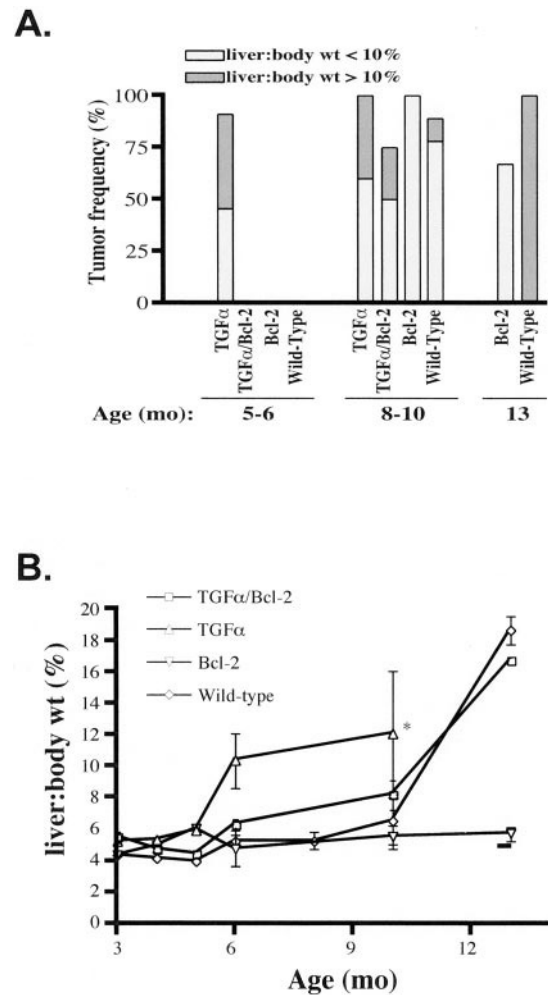 A.
liver:body wt < 10%
liver:body wt > 10%
Tumor frequency (%)
100
75
50
25
0
TGFα
TGFα/Bcl-2
Bcl-2
Wild-Type
TGFα
TGFα/Bcl-2
Bcl-2
Wild-Type
Bcl-2
Wild-Type
Age (mo): 5-6 8-10 13
B.
TGFα/Bcl-2
TGFα
Bcl-2
Wild-type
liver:body wt (%)
20
18
16
14
12
10
8
6
4
2
0
*
3 6 9 12
Age (mo)